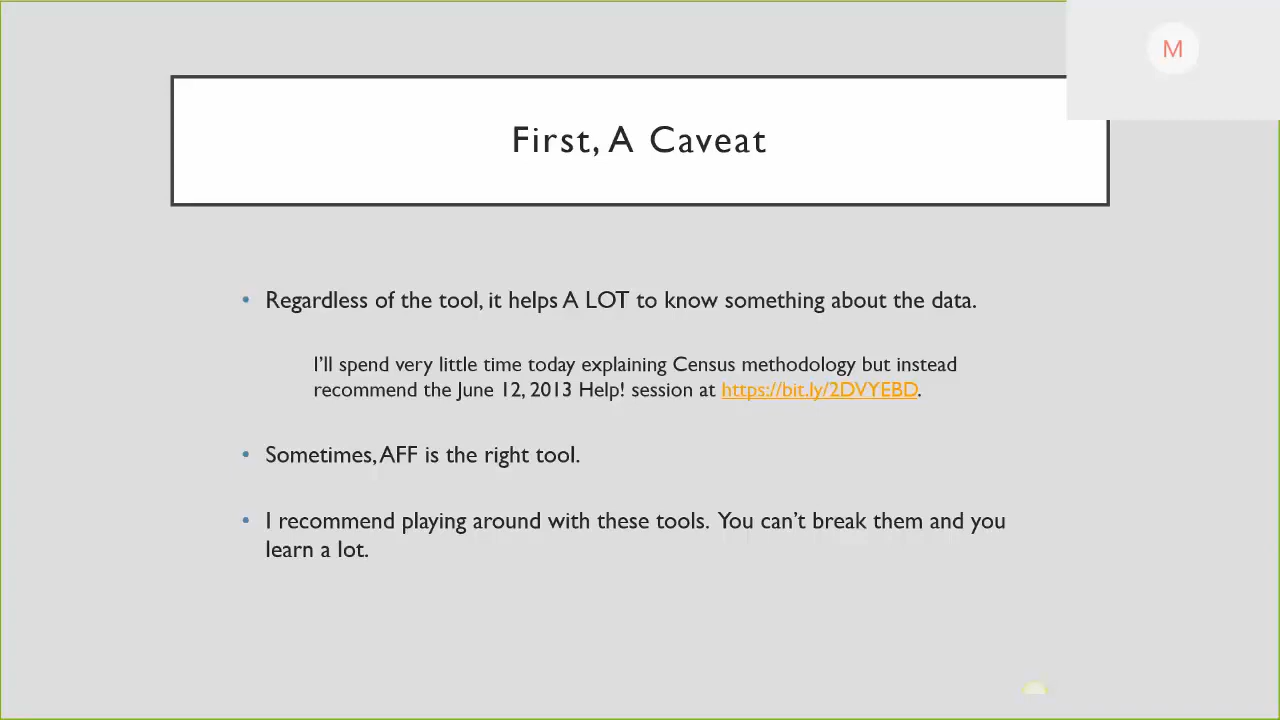 M
First, A Caveat
• Regardless of the tool, it helps A LOT to know something about the data.
I'll spend very little time today explaining Census methodology but instead
recommend the June 12, 2013 Help! session at https://bit.ly/2DVYEBD.
• Sometimes, AFF is the right tool.
• I recommend playing around with these tools. You can't break them and you
learn a lot.